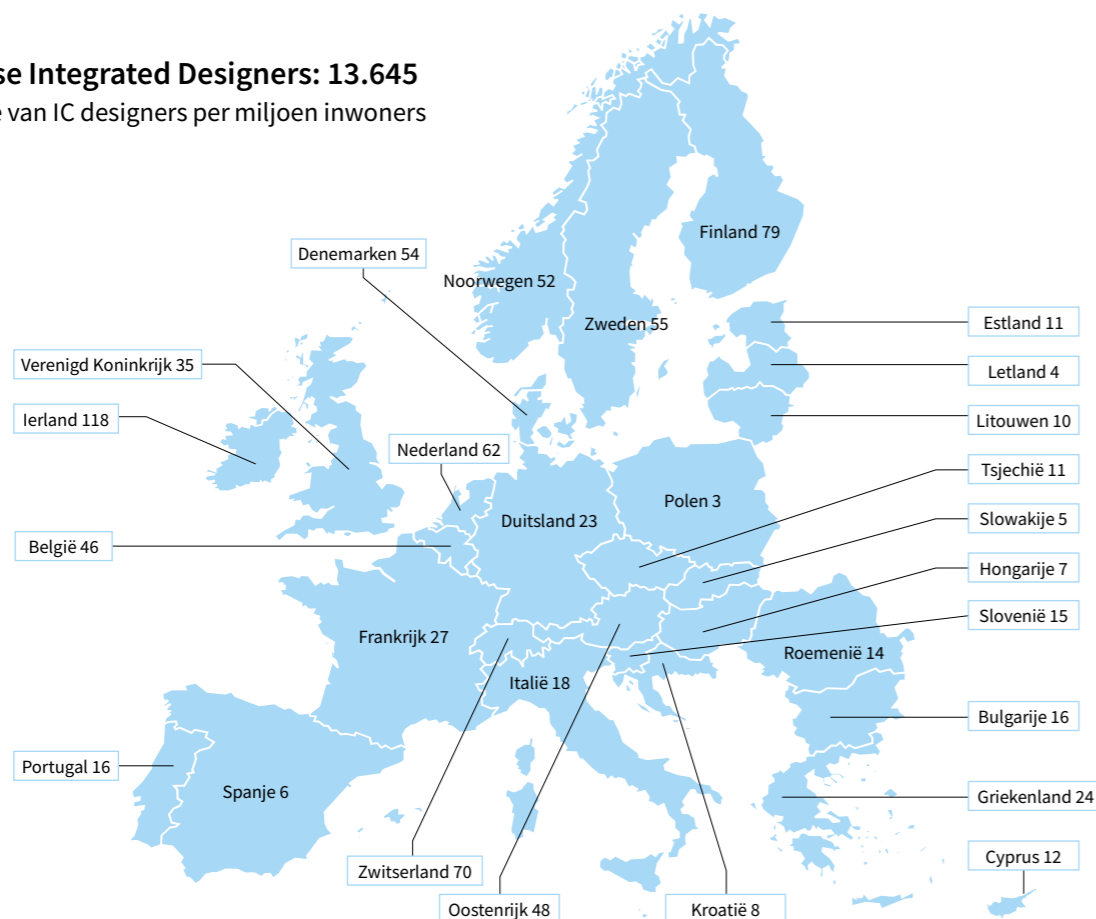 se Integrated Designers: 13.645
e van IC designers per miljoen inwoners
Finland 79
Denemarken 54
Noorwegen 52
Zweden 55
Estland 11
Verenigd Koninkrijk 35
Letland 4
Ierland 118
Litouwen 10
Nederland 62
Tsjechië 11
Polen 3
Duitsland 23
Slowakije 5
België 46
Hongarije 7
Slovenië 15
Frankrijk 27
Roemenië 14
Italië 18
Bulgarije 16
Portugal 16
Spanje 6
Griekenland 24
Cyprus 12
Zwitserland 70
Oostenrijk 48
Kroatië 8